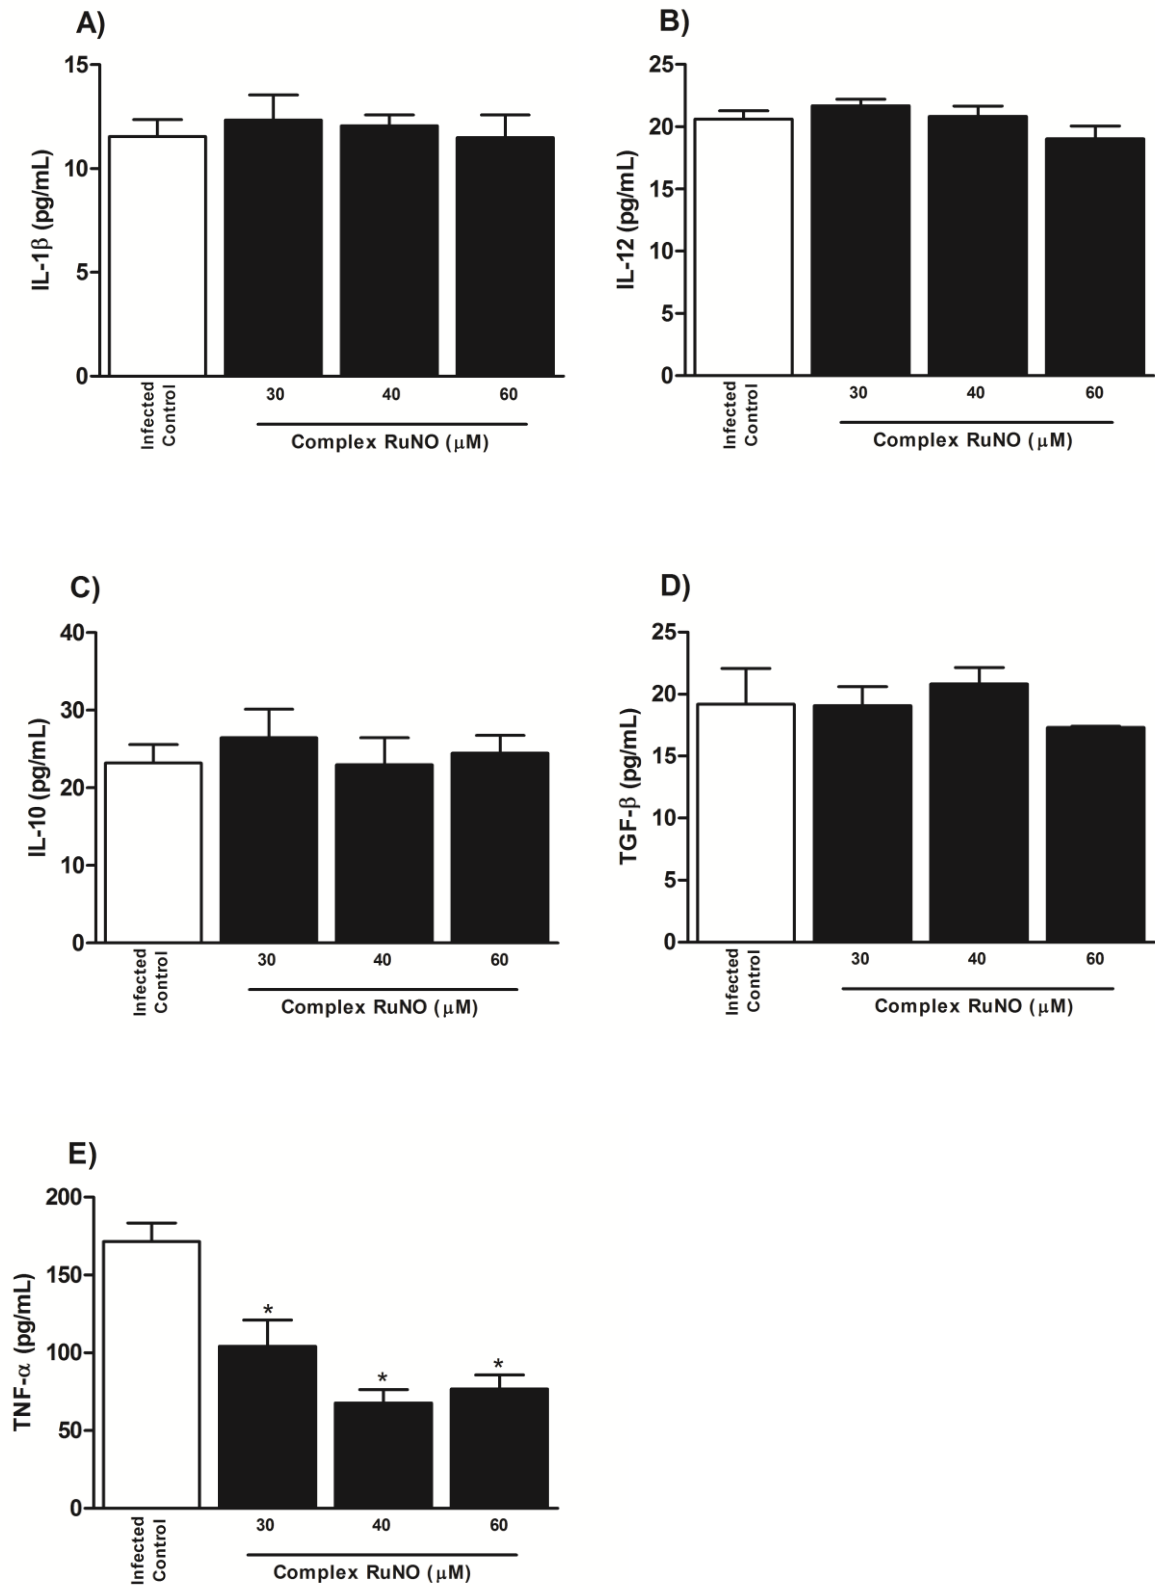 A)
IL-1β (pg/mL)
15
10
5
0
Infected
Control
30 40 60
Complex RuNO (μM)
B)
IL-12 (pg/mL)
25
20
15
10
5
0
Infected
Control
30 40 60
Complex RuNO (μM)
C)
IL-10 (pg/mL)
40
30
20
10
0
Infected
Control
30 40 60
Complex RuNO (μM)
D)
TGF-β (pg/mL)
25
20
15
10
5
0
Infected
Control
30 40 60
Complex RuNO (μM)
E)
TNF-α (pg/mL)
200
150
100
50
0
* * *
Infected
Control
30 40 60
Complex RuNO (μM)